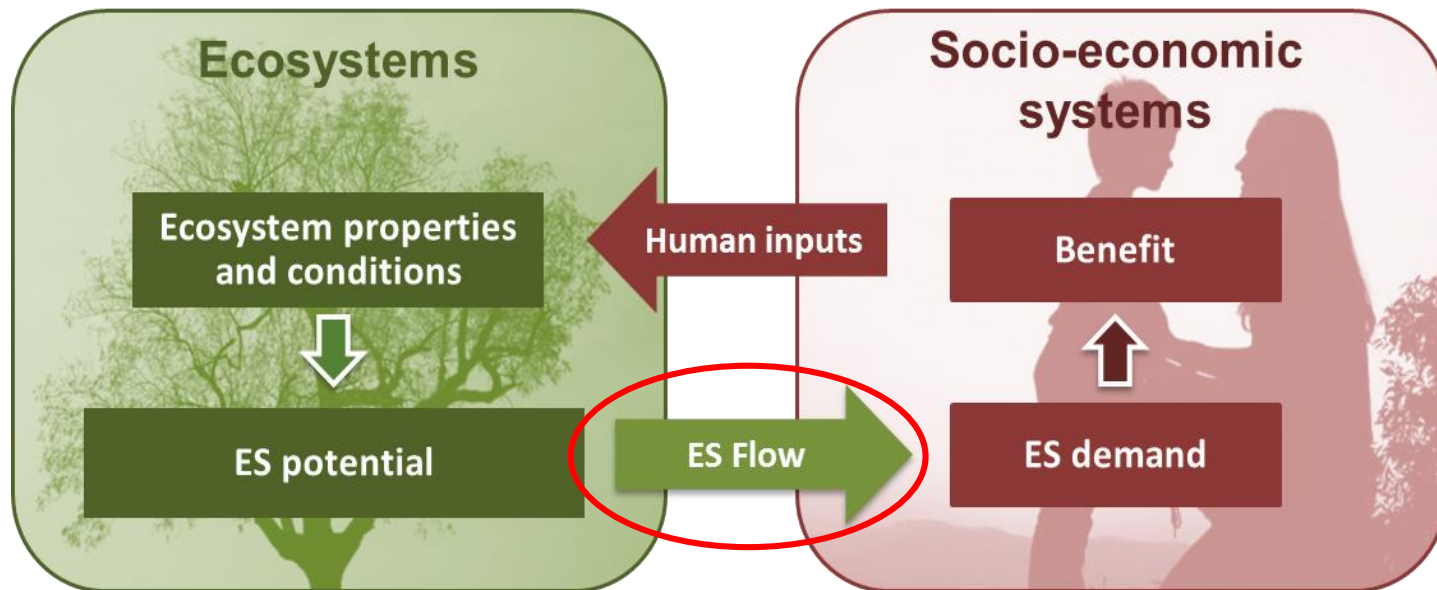 Ecosystems
Socio-economic
systems
Ecosystem properties
and conditions
Human inputs
Benefit
ES potential
ES Flow
ES demand